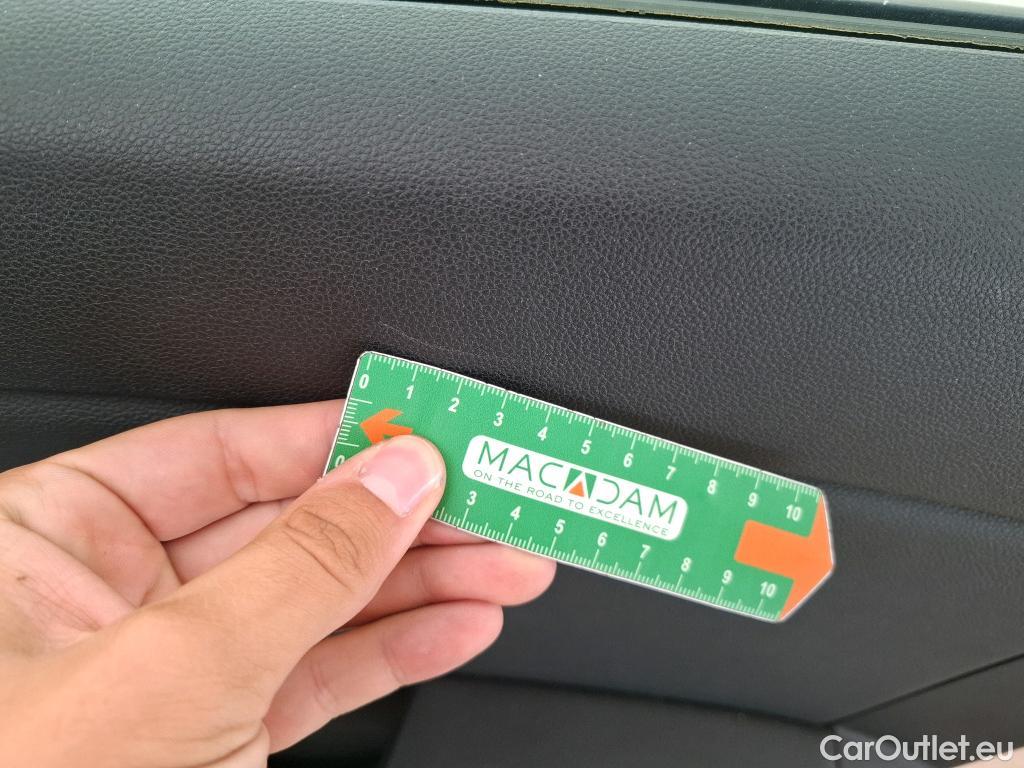 0 1 2 3 4 5 6 7 8 9 10
MACADAM
ON THE ROAD TO EXCELLENCE
0 3 4 5 6 7 8 9 10
CarOutlet.eu